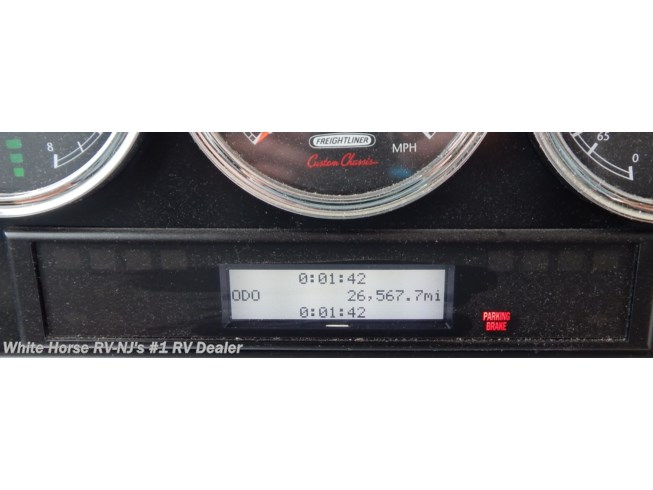 8
FREIGHTLINER
MPH
Custom Chassis
65
0
0:01:42
ODO 26,567.7mi
0:01:42
PARKING
BRAKE
White Horse RV-NJ's #1 RV Dealer